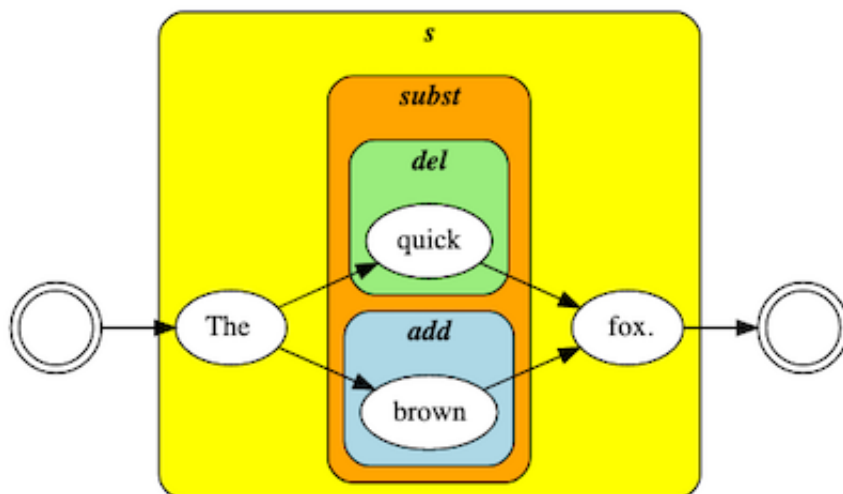 s
subst
del
quick
The
fox.
add
brown